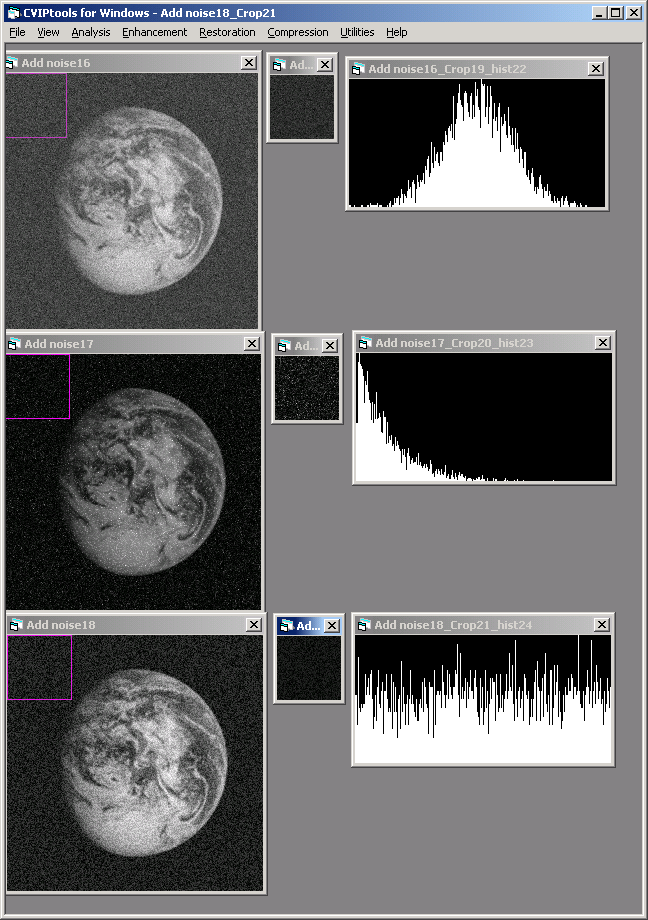 CVIPtools for Windows - Add noise18_Crop21
File View Analysis Enhancement Restoration Compression Utilities Help
Add noise16
Ad...
Add noise16_Crop19_hist22
Add noise17
Ad...
Add noise17_Crop20_hist23
Add noise18
Ad...
Add noise18_Crop21_hist24